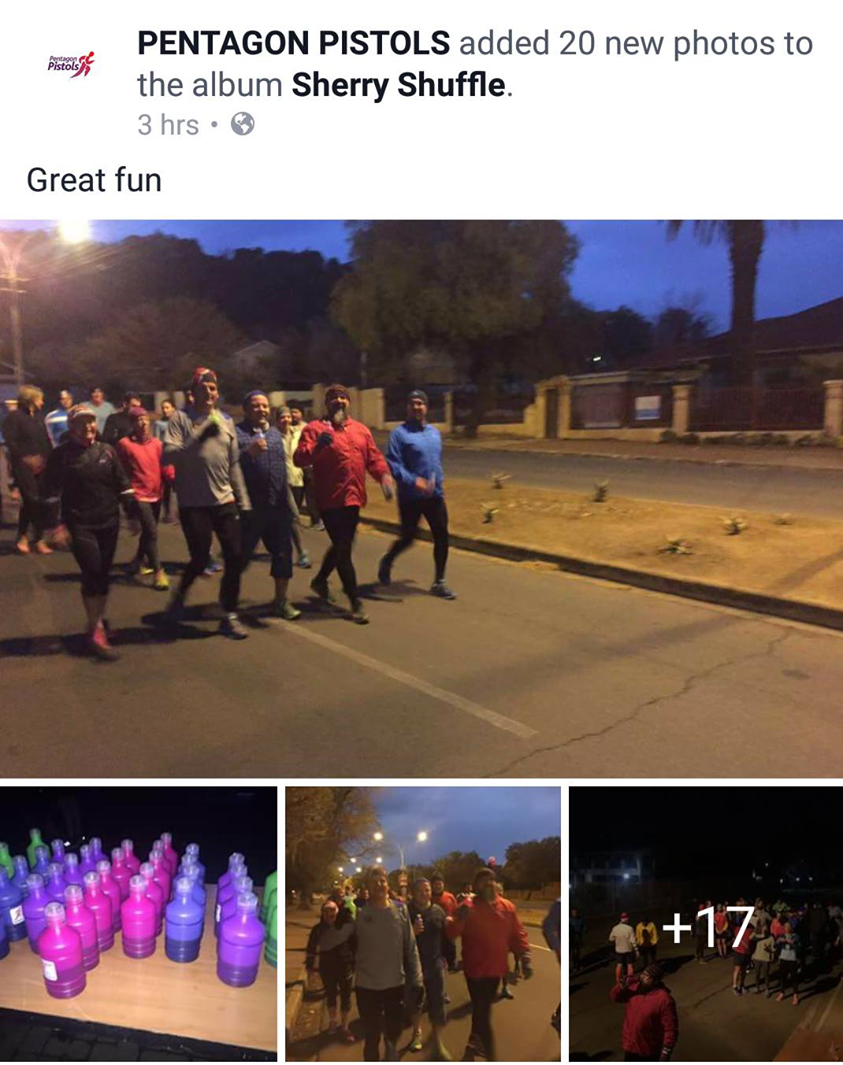 Pentagon
Pistols
PENTAGON PISTOLS added 20 new photos to
the album Sherry Shuffle.
3 hrs •
Great fun
+17